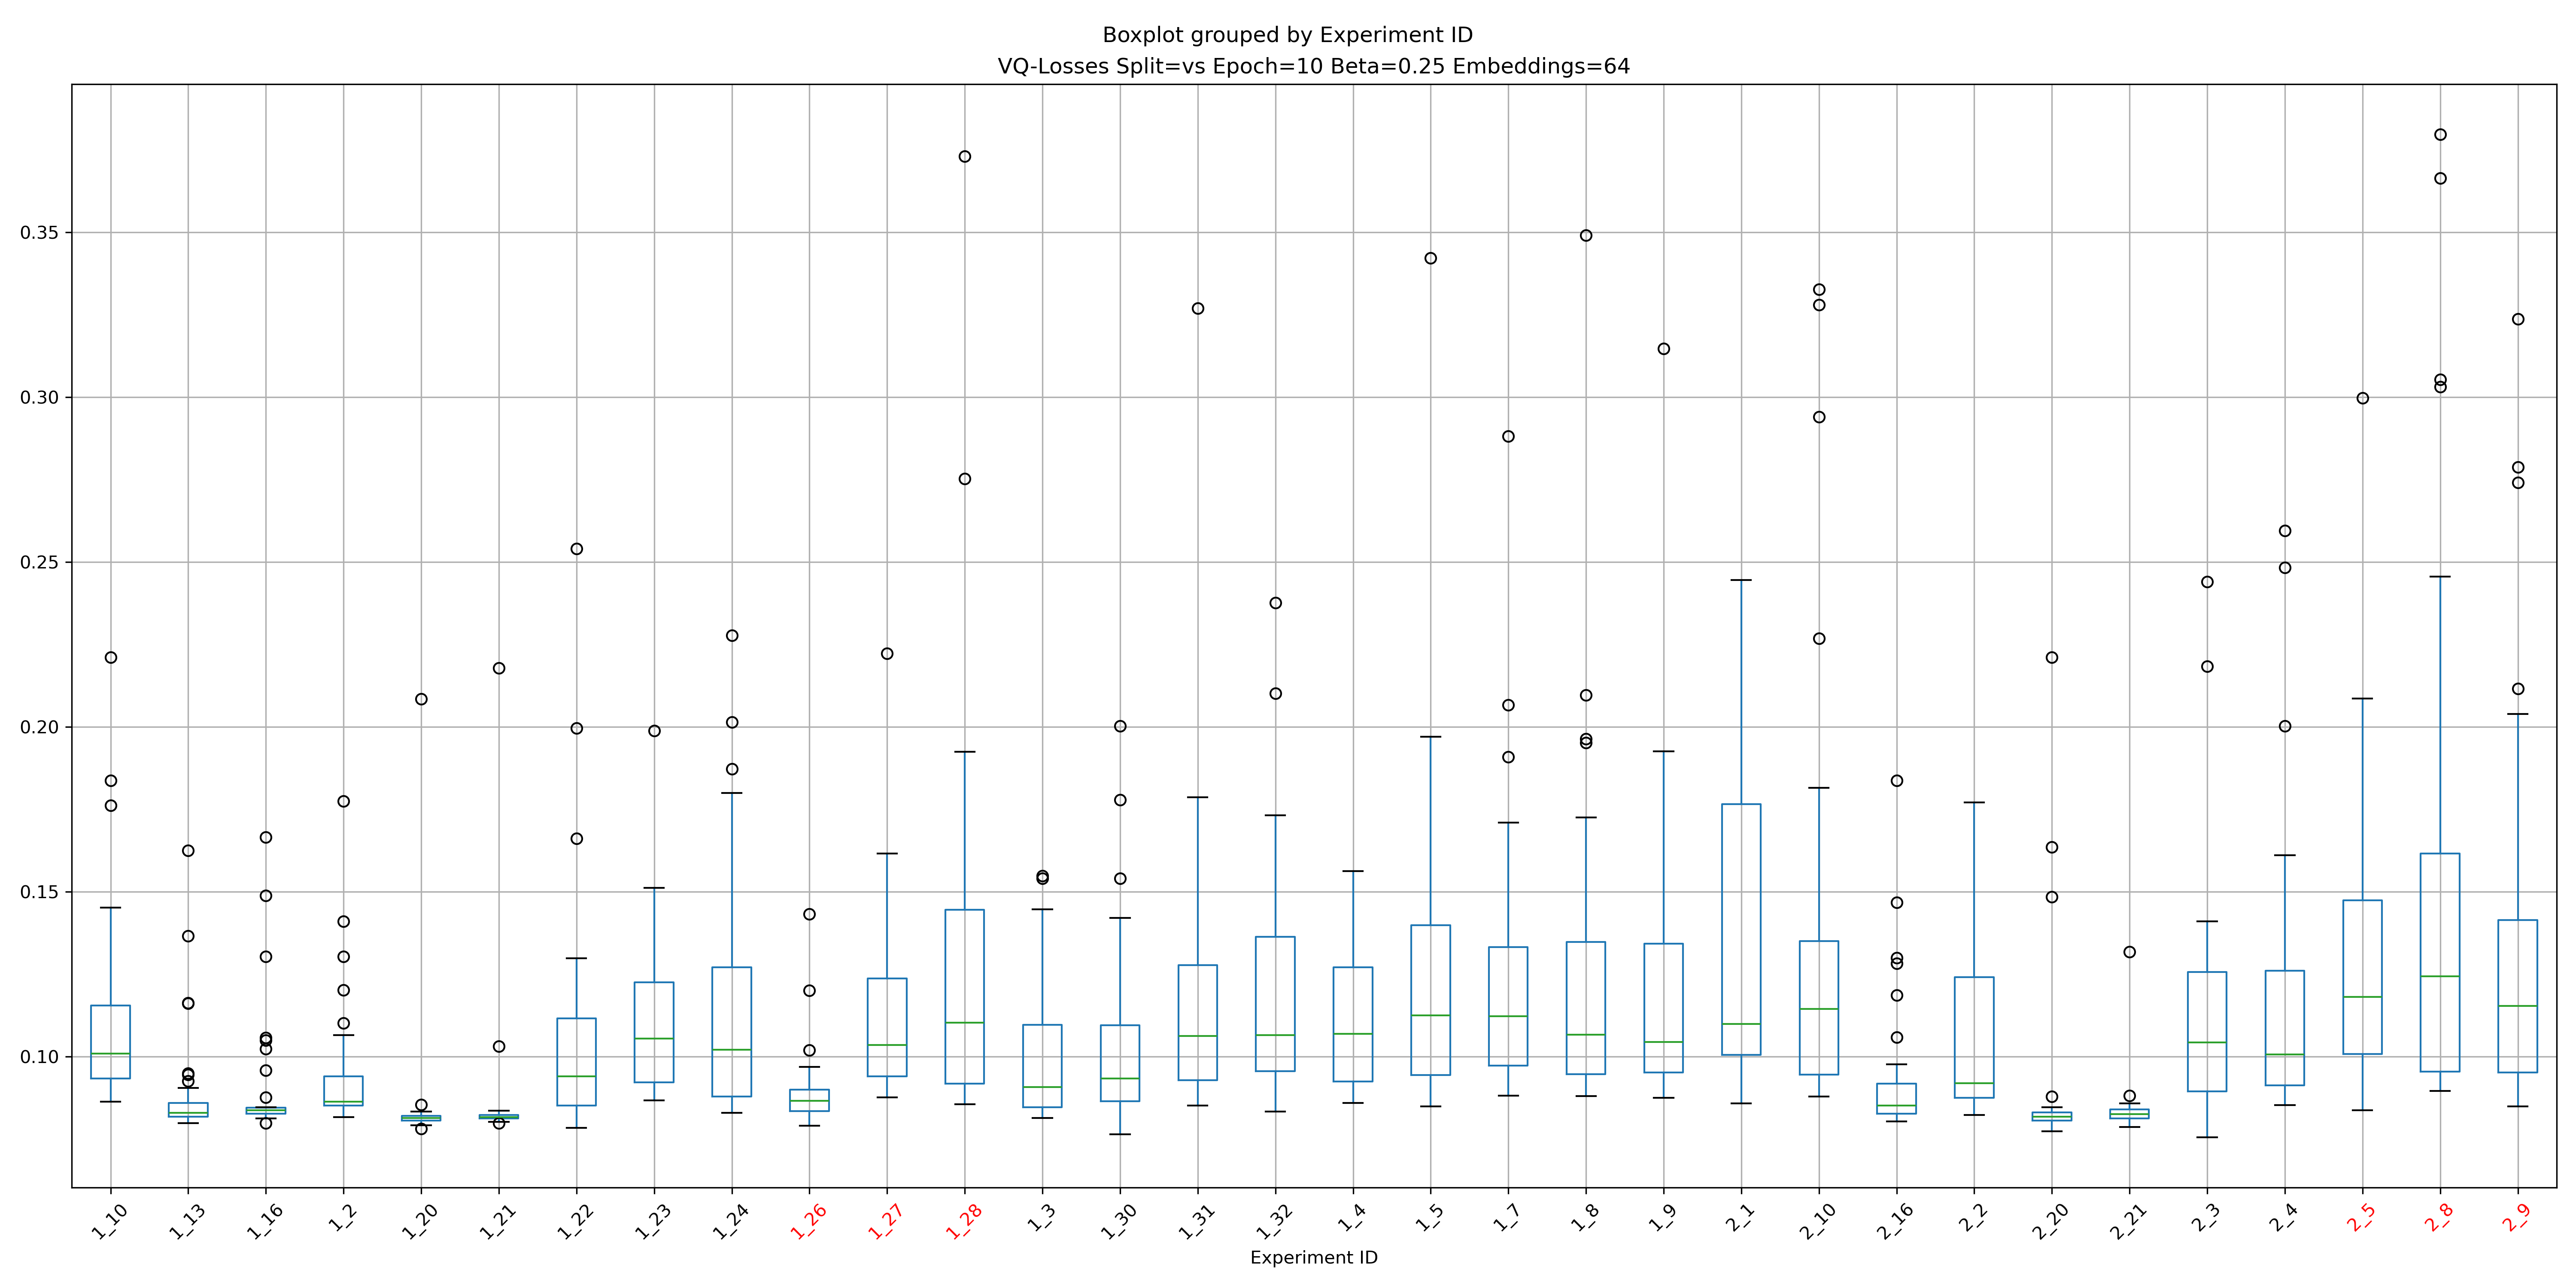 Boxplot grouped by Experiment ID
VQ-Losses Split=vs Epoch=10 Beta=0.25 Embeddings=64
0.35
0.30
0.25
0.20
0.15
0.10
1_10 1_13 1_16 1_2 1_20 1_21 1_22 1_23 1_24 1_26 1_27 1_28 1_3 1_30 1_31 1_32 1_4 1_5 1_7 1_8 1_9 2_1 2_10 2_16 2_2 2_20 2_21 2_3 2_4 2_5 2_8 2_9
Experiment ID